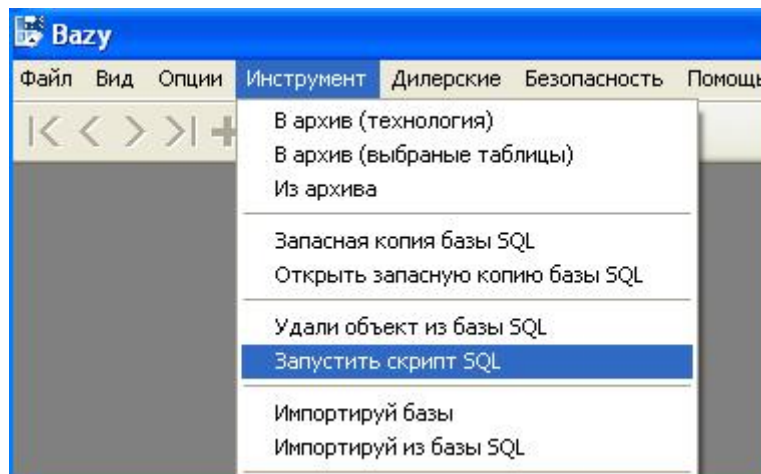 Bazy
Файл Вид Опции Инструмент Дилерские Безопасность Помощь
В архив (технология)
В архив (выбраные таблицы)
Из архива
Запасная копия базы SQL
Открыть запасную копию базы SQL
Удали объект из базы SQL
Запустить скрипт SQL
Импортируй базы
Импортируй из базы SQL